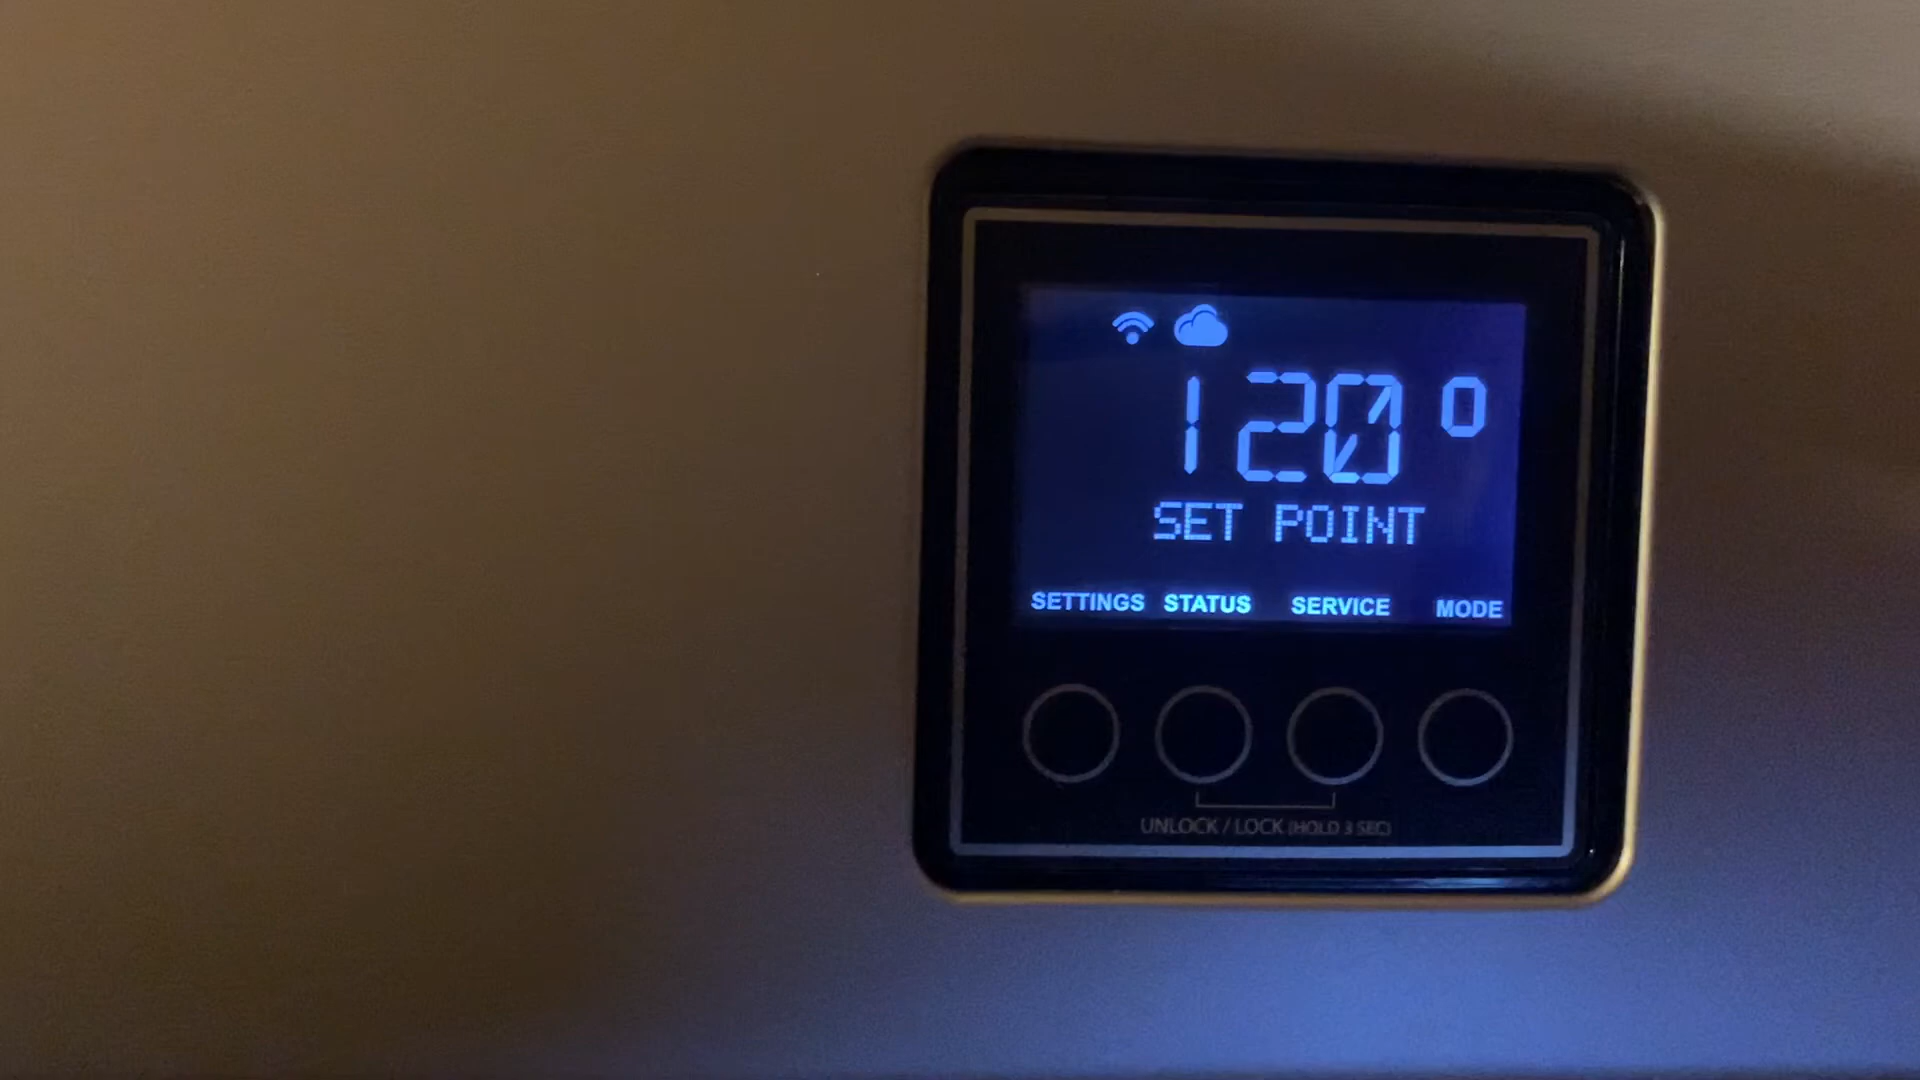 120°
SET POINT
SETTINGS STATUS SERVICE MODE
UNLOCK / LOCK (HOLD 3 SEC)